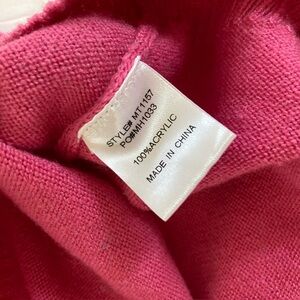 STYLE# MT1157
PO#MH1033
100%ACRYLIC
MADE IN CHINA